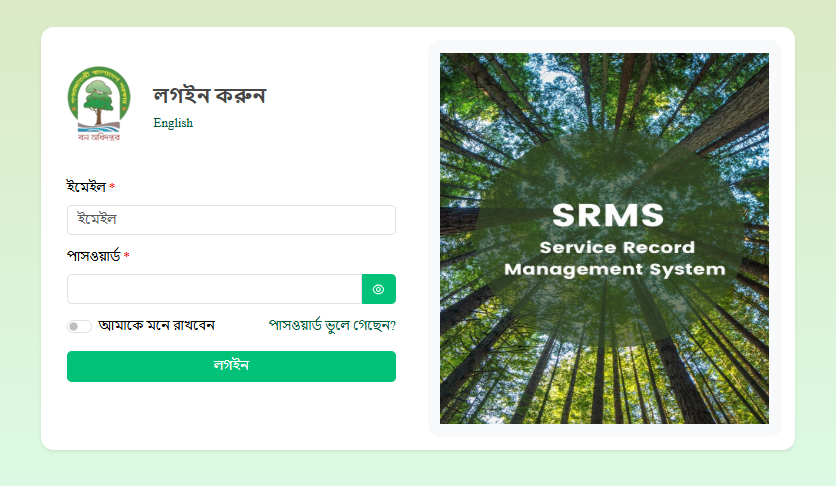 লগইন করুন
English
বন অধিদপ্তর
ইমেইল *
ইমেইল
পাসওয়ার্ড *
আমাকে মনে রাখবেন
পাসওয়ার্ড ভুলে গেছেন?
লগইন
SRMS
Service Record
Management System